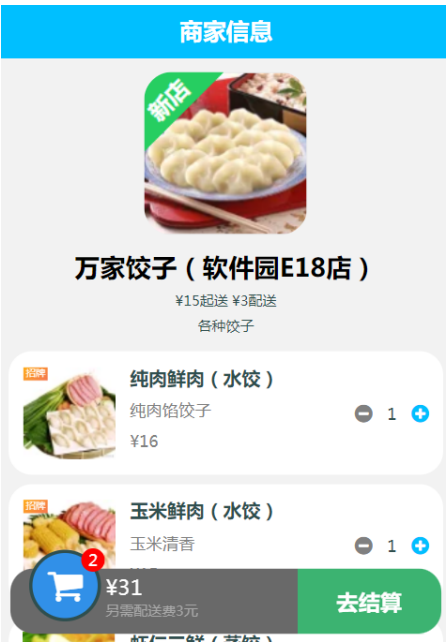 商家信息
新店
万家饺子（软件园E18店）
¥15起送 ¥3配送
各种饺子
招牌
纯肉鲜肉（水饺）
纯肉馅饺子
1
¥16
招牌
玉米鲜肉（水饺）
玉米清香
1
2
¥31
另需配送费3元
去结算